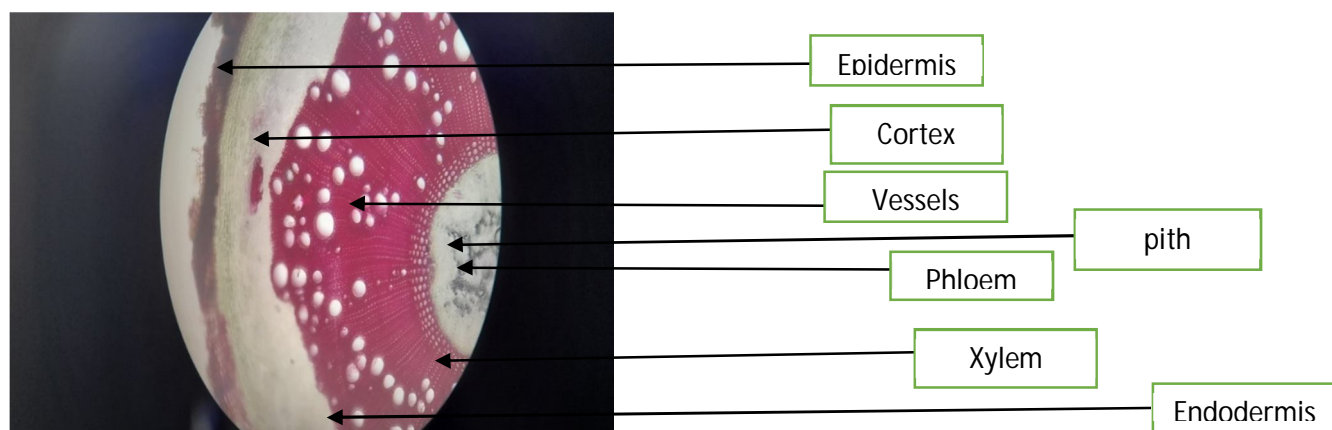 Epidermis
Cortex
Vessels
pith
Phloem
Xylem
Endodermis